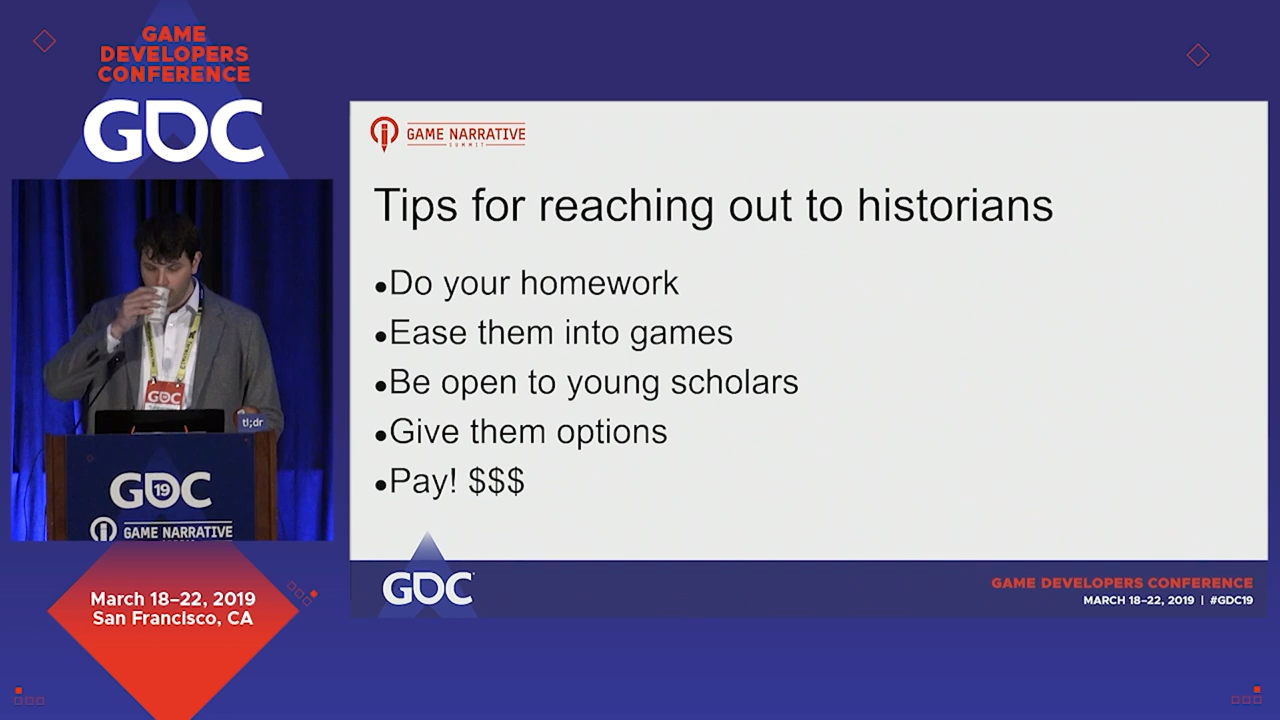 GAME
DEVELOPERS
CONFERENCE
GDC
GDC
tl;dr
GDC
19
GAME NARRATIVE
March 18–22, 2019
San Francisco, CA
GAME NARRATIVE
SUMMIT
Tips for reaching out to historians
•Do your homework
•Ease them into games
•Be open to young scholars
•Give them options
•Pay! $$$
GDC
GAME DEVELOPERS CONFERENCE
MARCH 18–22, 2019 | #GDC19